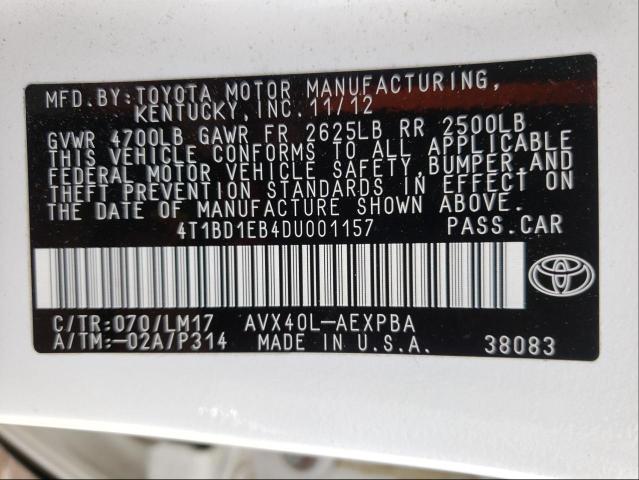 MFD. BY: TOYOTA MOTOR MANUFACTURING,
KENTUCKY, INC. 11/12
GVWR 4700LB GAWR FR 2625LB RR 2500LB
THIS VEHICLE CONFORMS TO ALL APPLICABLE
FEDERAL MOTOR VEHICLE SAFETY, BUMPER, AND
THEFT PREVENTION STANDARDS IN EFFECT ON
THE DATE OF MANUFACTURE SHOWN ABOVE.
4T1BD1EB4DU001157 PASS. CAR
C/TR: 070/LM17 AVX40L-AEXPBA
A/TM: -02A/P314 MADE IN U.S.A. 38083